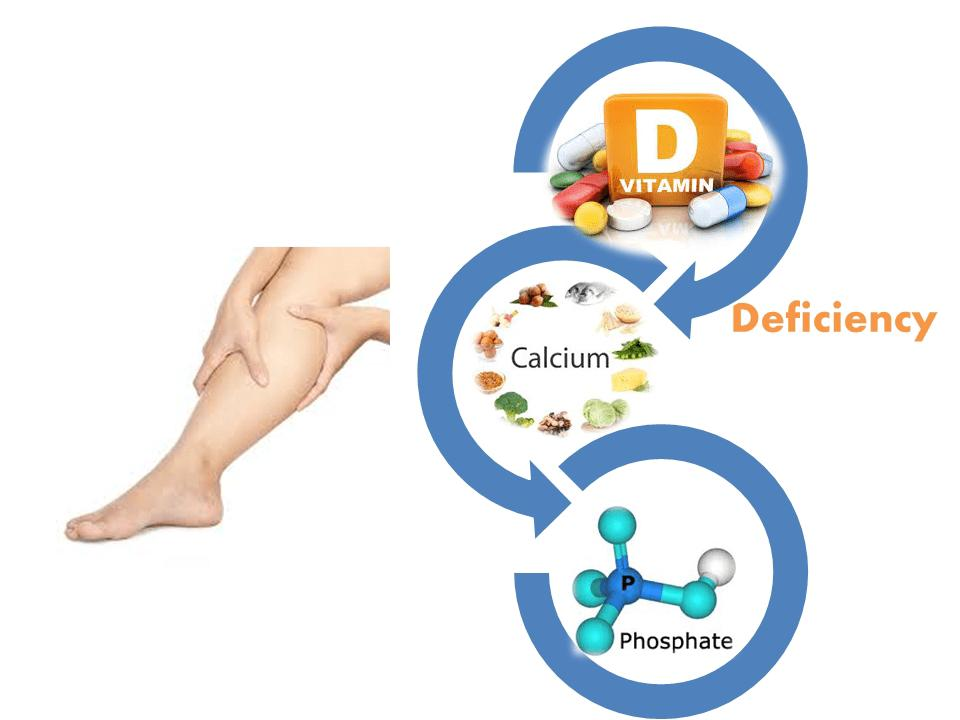 D
VITAMIN
Deficiency
Calcium
P
Phosphate